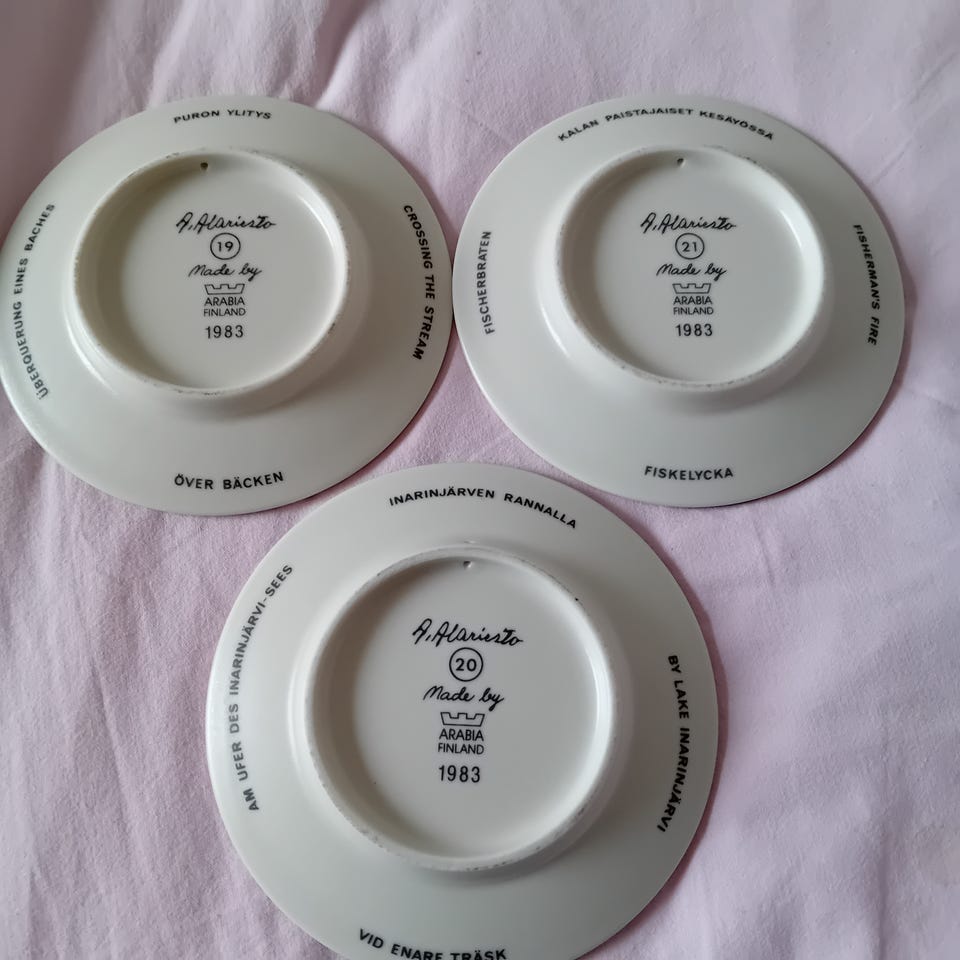 PURON YLITYS
ÜBERQUERUNG EINES BACHES
CROSSING THE STREAM
ÖVER BÄCKEN
A. Alariesto
19
Made by
ARABIA
FINLAND
1983
KALAN PAISTAJAISET KESÄYÖSSÄ
FISCHERBRATEN
FISHERMAN'S FIRE
FISKELYCKA
A. Alariesto
21
Made by
ARABIA
FINLAND
1983
INARINJÄRVEN RANNALLA
AM UFER DES INARINJÄRVI-SEES
BY LAKE INARINJÄRVI
VID ENARE TRÄSK
A. Alariesto
20
Made by
ARABIA
FINLAND
1983